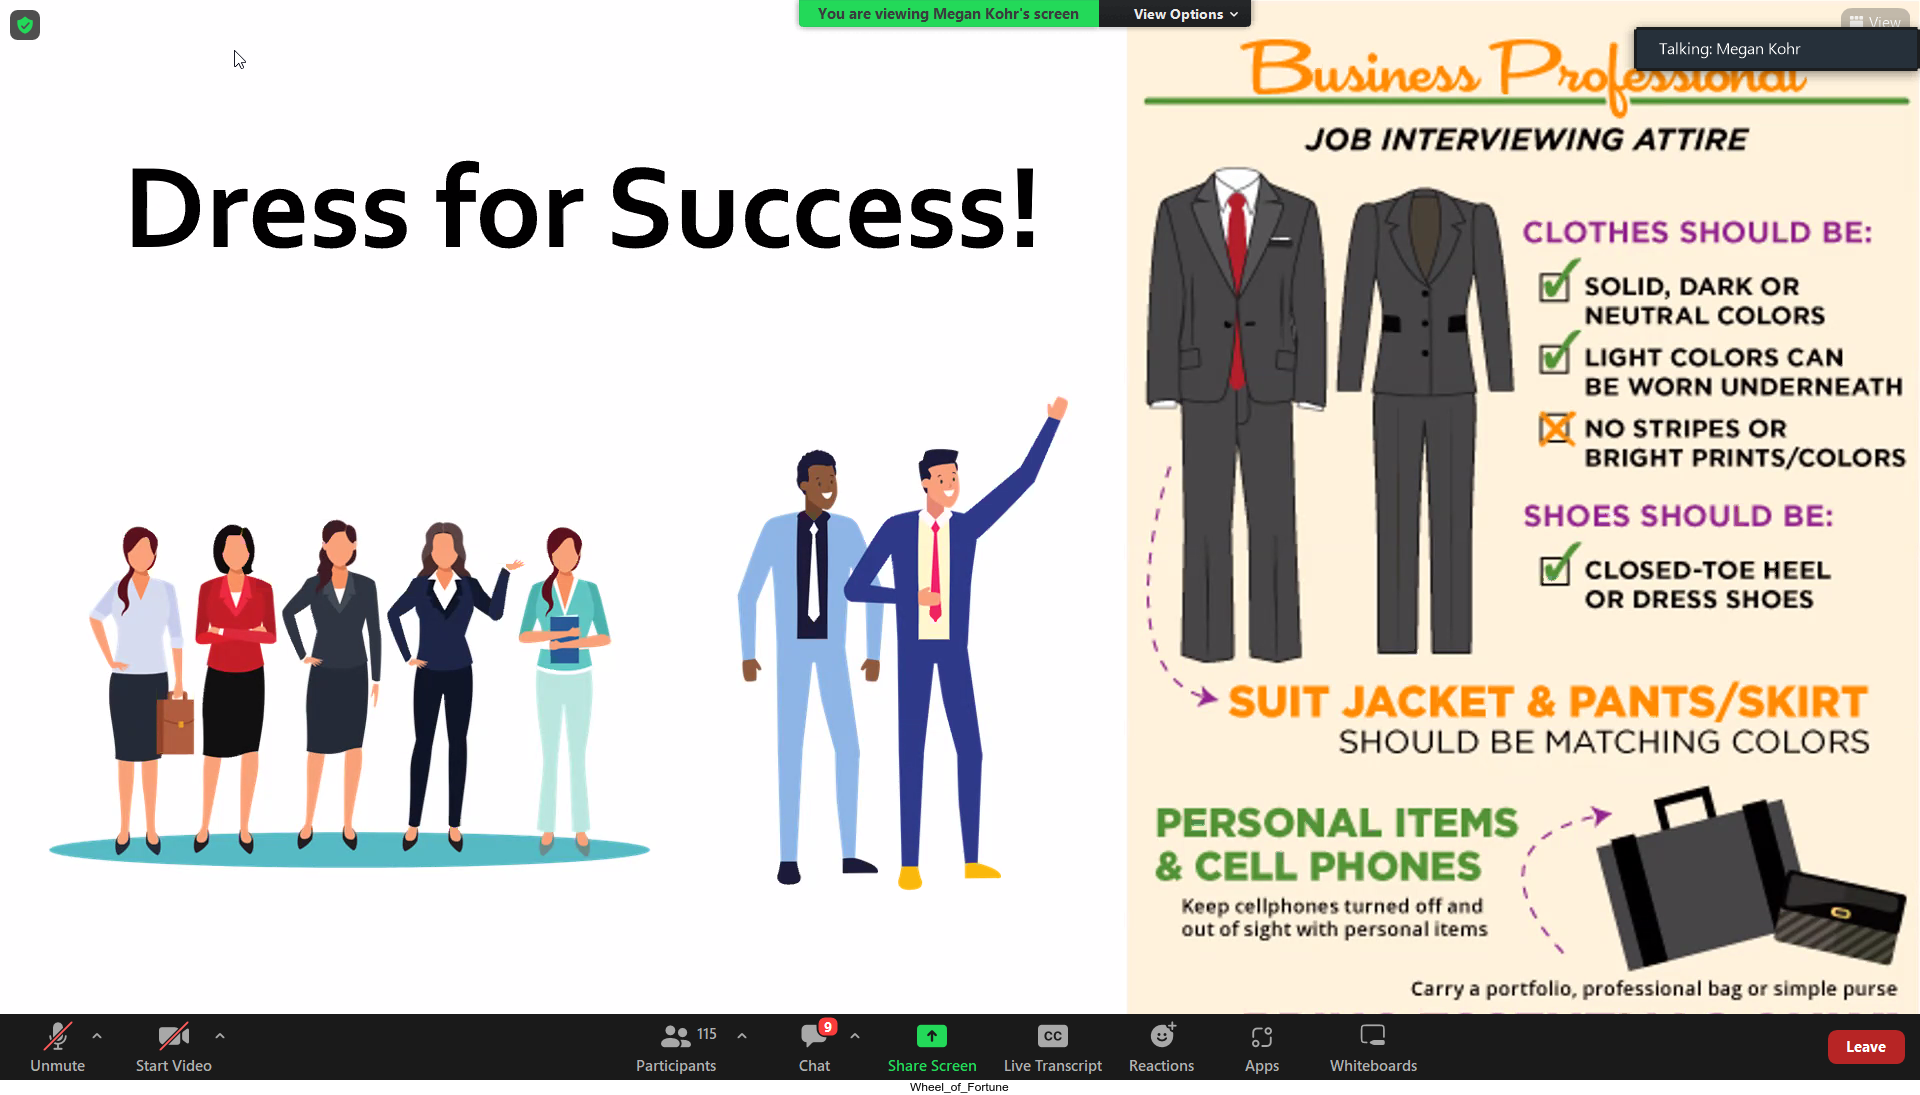 You are viewing Megan Kohr's screen
View Options
View
Talking: Megan Kohr
Business Professional
JOB INTERVIEWING ATTIRE
Dress for Success!
CLOTHES SHOULD BE:
SOLID, DARK OR
NEUTRAL COLORS
LIGHT COLORS CAN
BE WORN UNDERNEATH
NO STRIPES OR
BRIGHT PRINTS/COLORS
SHOES SHOULD BE:
CLOSED-TOE HEEL
OR DRESS SHOES
SUIT JACKET & PANTS/SKIRT
SHOULD BE MATCHING COLORS
PERSONAL ITEMS
& CELL PHONES
Keep cellphones turned off and
out of sight with personal items
Carry a portfolio, professional bag or simple purse
Unmute
Start Video
115
Participants
9
Chat
Share Screen
CC
Live Transcript
Reactions
Apps
Whiteboards
Leave
Wheel_of_Fortune